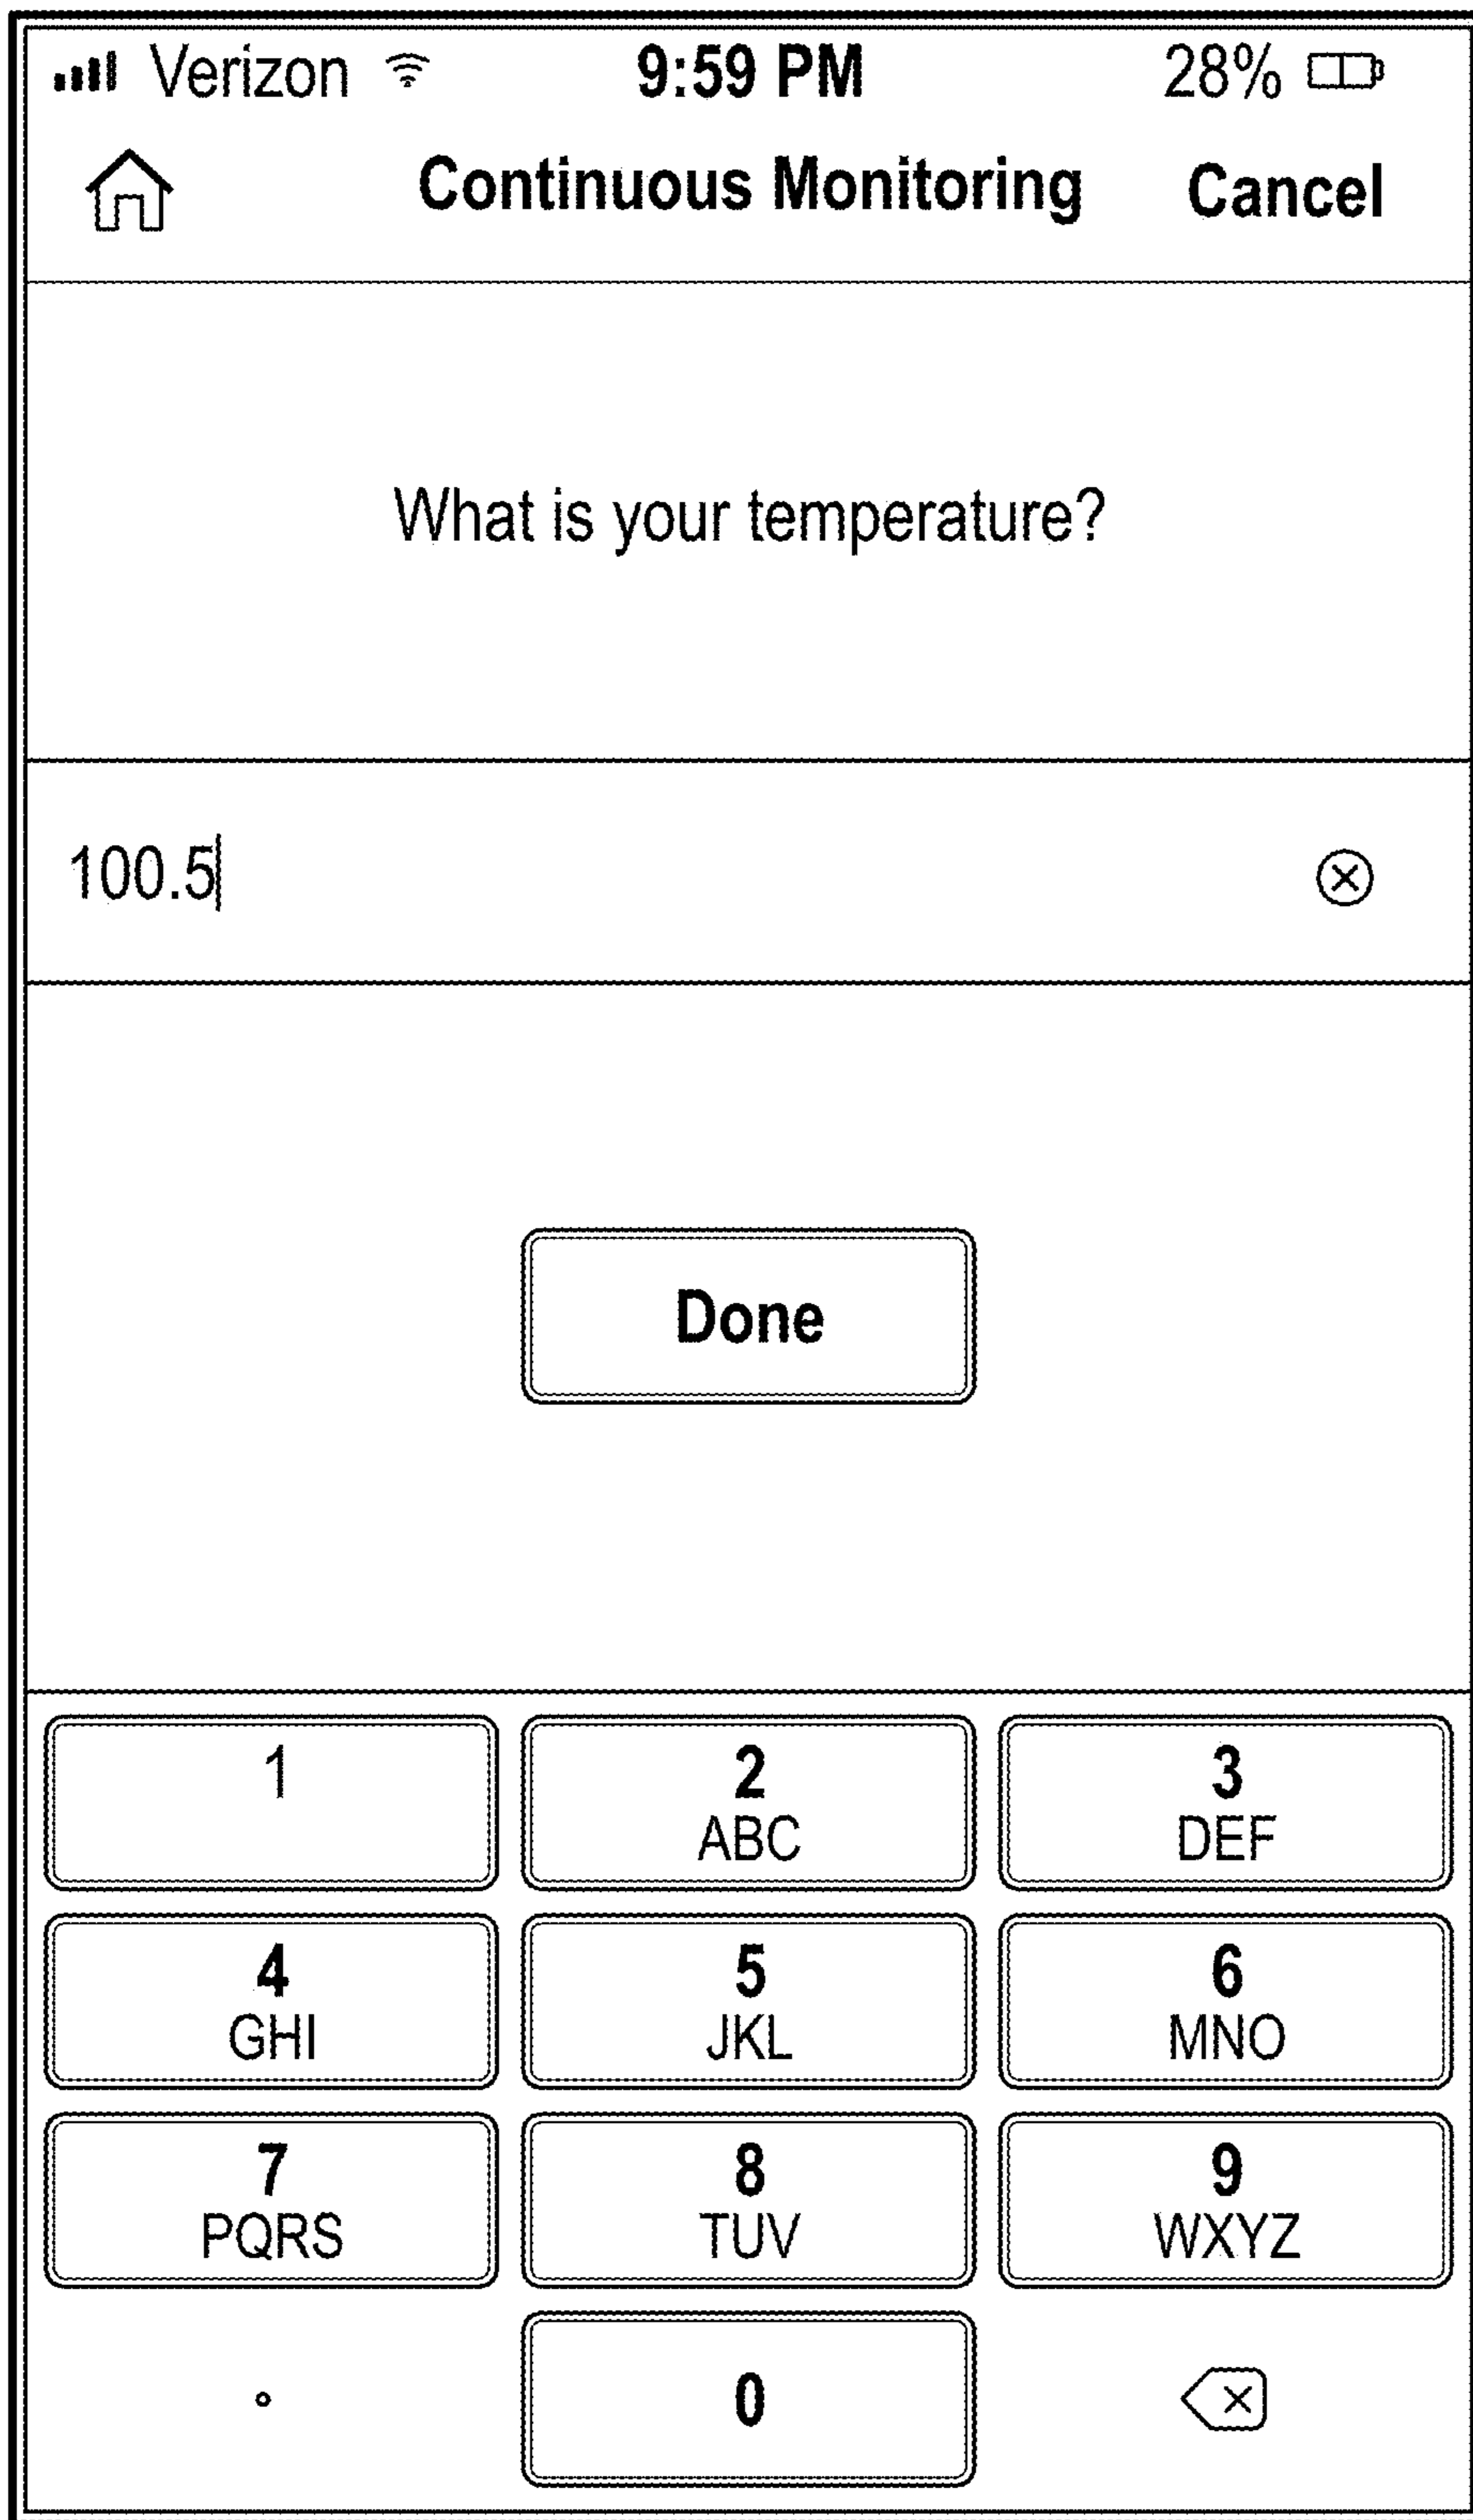 Verizon 9:59 PM 28%
Continuous Monitoring Cancel
What is your temperature?
100.5
Done
1 2 3
ABC DEF
4 5 6
GHI JKL MNO
7 8 9
PQRS TUV WXYZ
. 0